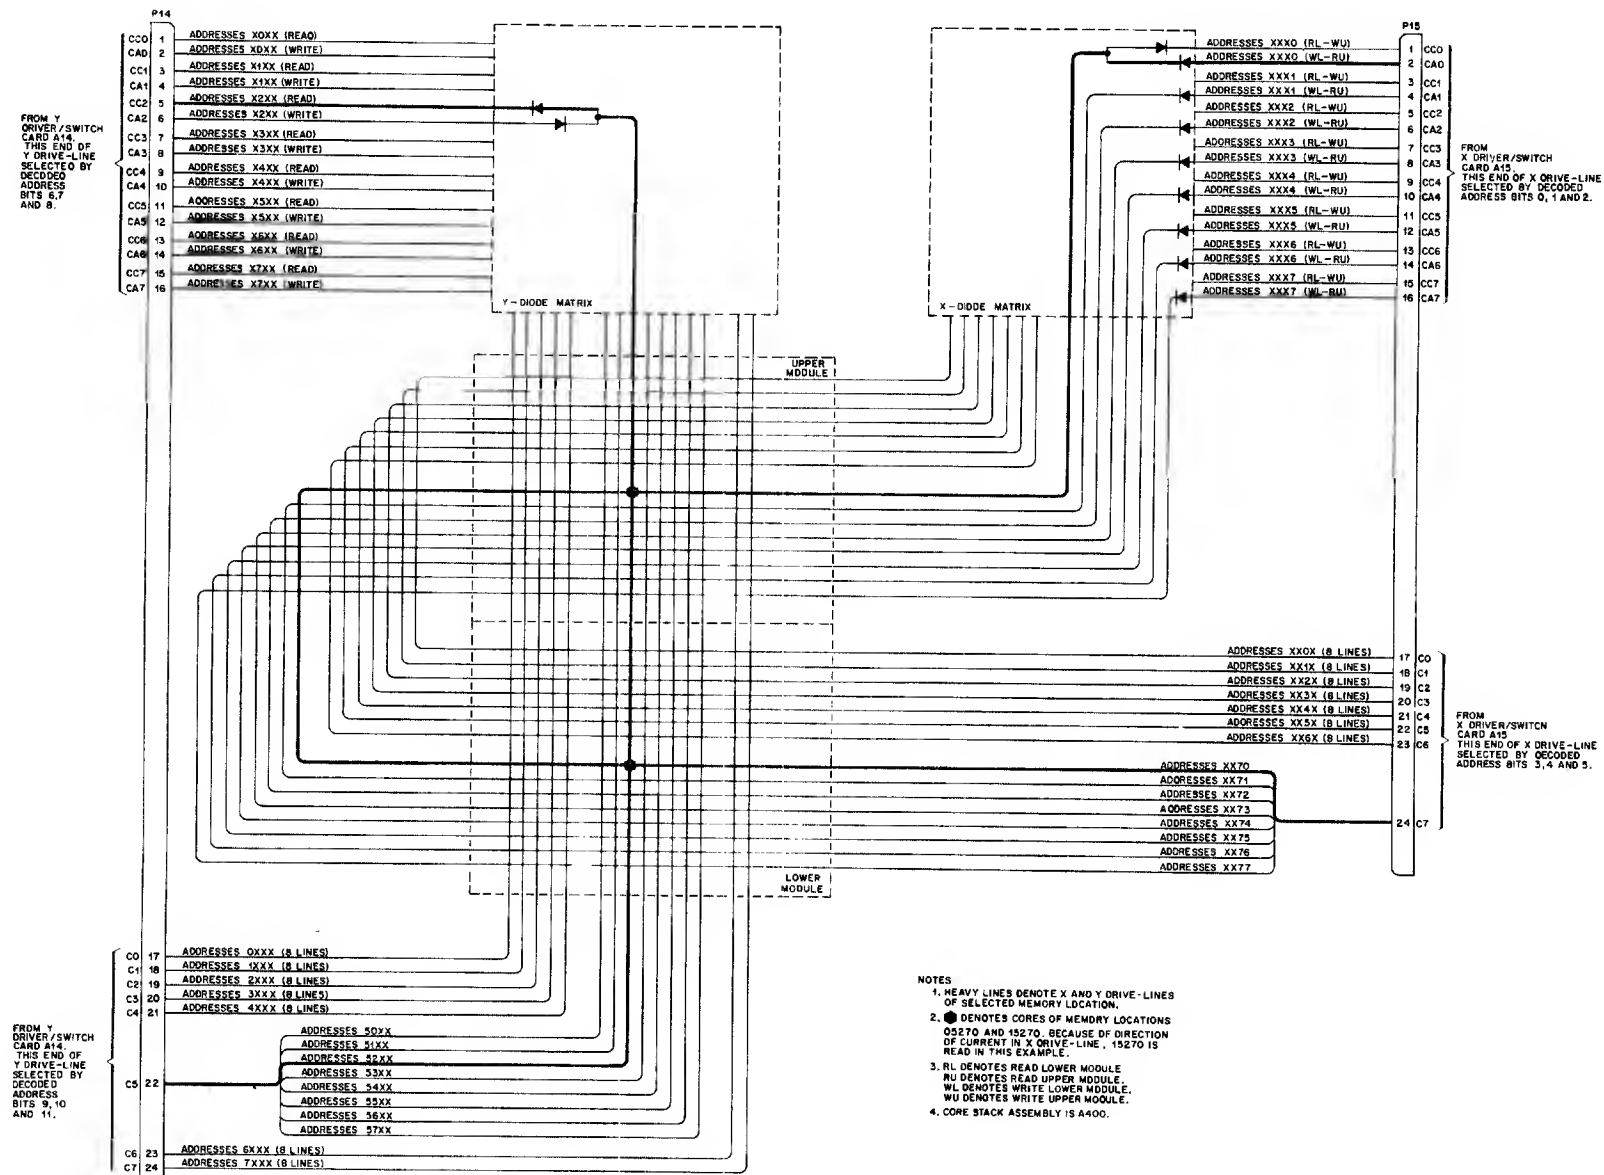 P14
CC0 1 ADDRESSES X0XX (READ)
CA0 2 ADDRESSES X0XX (WRITE)
CC1 3 ADDRESSES X1XX (READ)
CA1 4 ADDRESSES X1XX (WRITE)
CC2 5 ADDRESSES X2XX (READ)
CA2 6 ADDRESSES X2XX (WRITE)
CC3 7 ADDRESSES X3XX (READ)
CA3 8 ADDRESSES X3XX (WRITE)
CC4 9 ADDRESSES X4XX (READ)
CA4 10 ADDRESSES X4XX (WRITE)
CC5 11 ADDRESSES X5XX (READ)
CA5 12 ADDRESSES X5XX (WRITE)
CC6 13 ADDRESSES X6XX (READ)
CA6 14 ADDRESSES X6XX (WRITE)
CC7 15 ADDRESSES X7XX (READ)
CA7 16 ADDRESSES X7XX (WRITE)
FROM Y
DRIVER/SWITCH
CARD A14.
THIS END OF
Y DRIVE-LINE
SELECTED BY
DECODED
ADDRESS
BITS 6,7
AND 8.
Y-DIODE MATRIX
X-DIODE MATRIX
P15
ADDRESSES XXX0 (RL-WU) 1 CC0
ADDRESSES XXX0 (WL-RU) 2 CA0
ADDRESSES XXX1 (RL-WU) 3 CC1
ADDRESSES XXX1 (WL-RU) 4 CA1
ADDRESSES XXX2 (RL-WU) 5 CC2
ADDRESSES XXX2 (WL-RU) 6 CA2
ADDRESSES XXX3 (RL-WU) 7 CC3
ADDRESSES XXX3 (WL-RU) 8 CA3
ADDRESSES XXX4 (RL-WU) 9 CC4
ADDRESSES XXX4 (WL-RU) 10 CA4
ADDRESSES XXX5 (RL-WU) 11 CC5
ADDRESSES XXX5 (WL-RU) 12 CA5
ADDRESSES XXX6 (RL-WU) 13 CC6
ADDRESSES XXX6 (WL-RU) 14 CA6
ADDRESSES XXX7 (RL-WU) 15 CC7
ADDRESSES XXX7 (WL-RU) 16 CA7
FROM
X DRIVER/SWITCH
CARD A15.
THIS END OF X DRIVE-LINE
SELECTED BY DECODED
ADDRESS BITS 0, 1 AND 2.
UPPER
MODULE
ADDRESSES XX0X (8 LINES) 17 C0
ADDRESSES XX1X (8 LINES) 18 C1
ADDRESSES XX2X (8 LINES) 19 C2
ADDRESSES XX3X (8 LINES) 20 C3
ADDRESSES XX4X (8 LINES) 21 C4
ADDRESSES XX5X (8 LINES) 22 C5
ADDRESSES XX6X (8 LINES) 23 C6
ADDRESSES XX70
ADDRESSES XX71
ADDRESSES XX72
ADDRESSES XX73
ADDRESSES XX74
ADDRESSES XX75
ADDRESSES XX76
ADDRESSES XX77
24 C7
FROM
X DRIVER/SWITCH
CARD A15
THIS END OF X DRIVE-LINE
SELECTED BY DECODED
ADDRESS BITS 3,4 AND 5.
LOWER
MODULE
C0 17 ADDRESSES 0XXX (8 LINES)
C1 18 ADDRESSES 1XXX (8 LINES)
C2 19 ADDRESSES 2XXX (8 LINES)
C3 20 ADDRESSES 3XXX (8 LINES)
C4 21 ADDRESSES 4XXX (8 LINES)
ADDRESSES 50XX
ADDRESSES 51XX
ADDRESSES 52XX
ADDRESSES 53XX
ADDRESSES 54XX
ADDRESSES 55XX
ADDRESSES 56XX
ADDRESSES 57XX
C5 22
C6 23 ADDRESSES 6XXX (8 LINES)
C7 24 ADDRESSES 7XXX (8 LINES)
FROM Y
DRIVER/SWITCH
CARD A14.
THIS END OF
Y DRIVE-LINE
SELECTED BY
DECODED
ADDRESS
BITS 9,10
AND 11.
NOTES
1. HEAVY LINES DENOTE X AND Y DRIVE-LINES
OF SELECTED MEMORY LOCATION.
2. DENOTES CORES OF MEMORY LOCATIONS
05270 AND 15270. BECAUSE OF DIRECTION
OF CURRENT IN X DRIVE-LINE, 15270 IS
READ IN THIS EXAMPLE.
3. RL DENOTES READ LOWER MODULE
RU DENOTES READ UPPER MODULE.
WL DENOTES WRITE LOWER MODULE.
WU DENOTES WRITE UPPER MODULE.
4. CORE STACK ASSEMBLY IS A400.